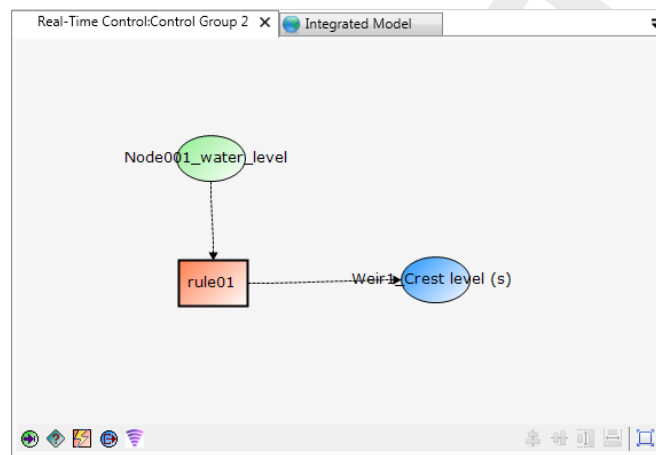 Real-Time Control:Control Group 2
Integrated Model
Node001_water_level
rule01
Weir1_Crest level (s)